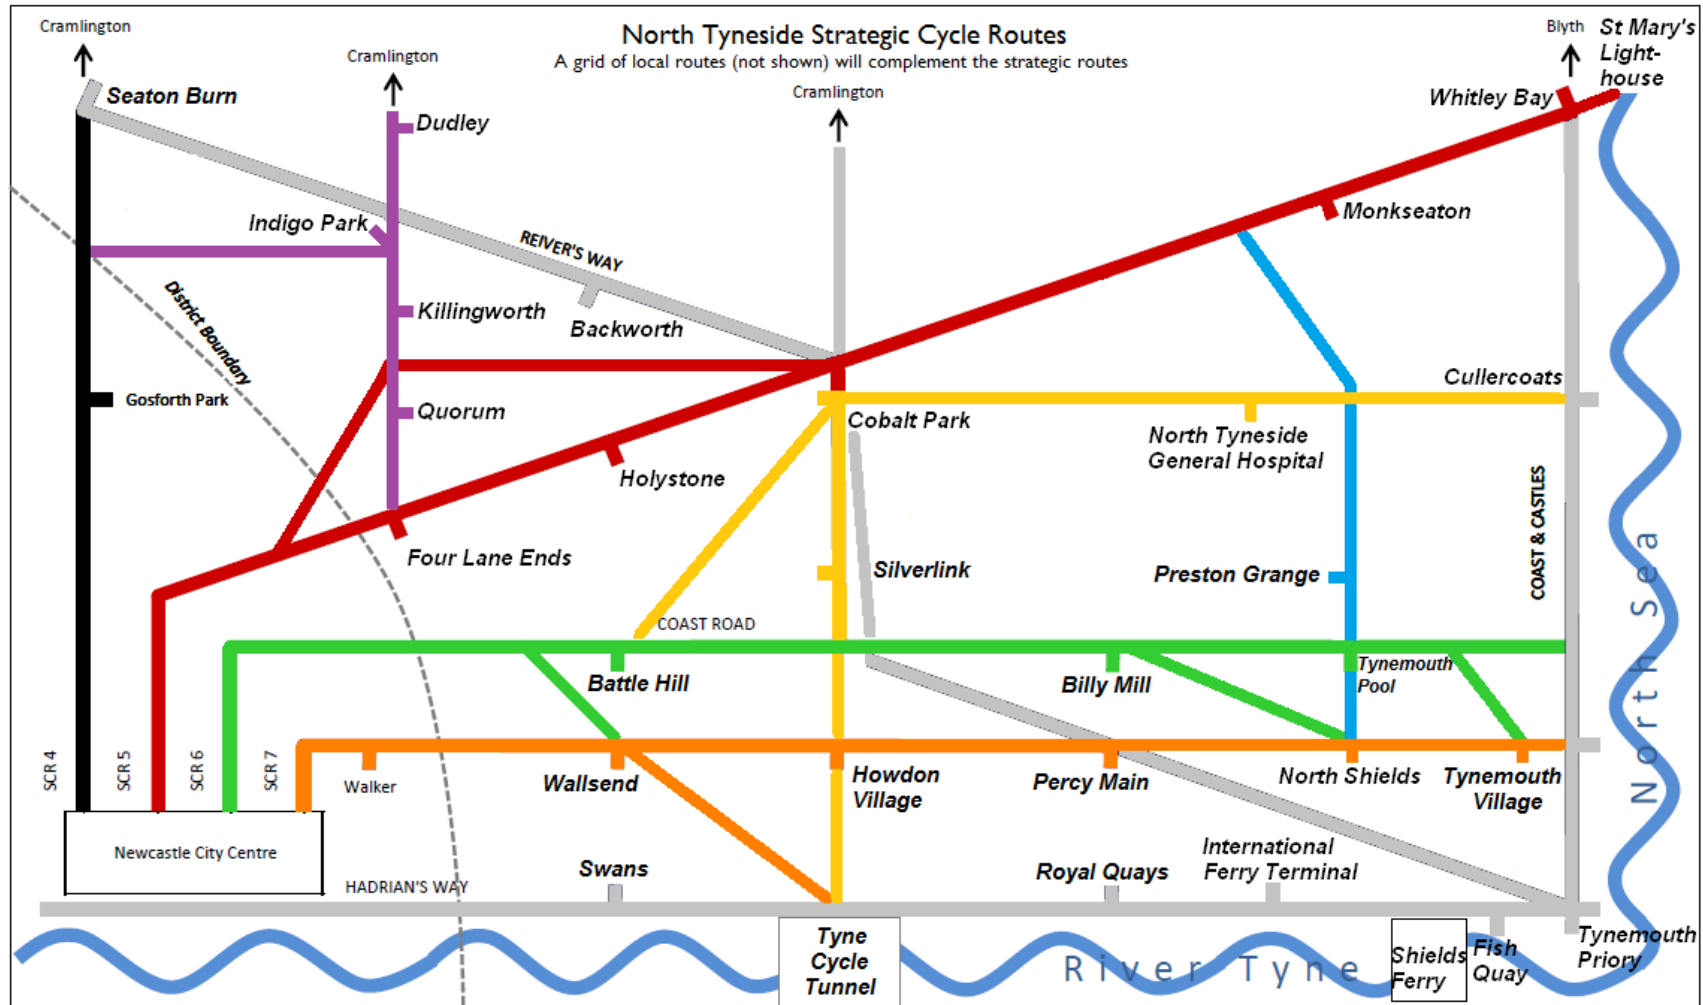 North Tyneside Strategic Cycle Routes
A grid of local routes (not shown) will complement the strategic routes
Cramlington
Cramlington
Cramlington
Blyth
St Mary's
Light-
house
Seaton Burn
Whitley Bay
Dudley
Indigo Park
REIVER'S WAY
Monkseaton
District Boundary
Killingworth
Backworth
Gosforth Park
Quorum
Cullercoats
Cobalt Park
North Tyneside
General Hospital
Holystone
Four Lane Ends
Silverlink
Preston Grange
COAST & CASTLES
North Sea
COAST ROAD
Battle Hill
Billy Mill
Tynemouth
Pool
SCR 4
SCR 5
SCR 6
SCR 7
Walker
Wallsend
Howdon
Village
Percy Main
North Shields
Tynemouth
Village
Newcastle City Centre
HADRIAN'S WAY
Swans
Royal Quays
International
Ferry Terminal
Tyne
Cycle
Tunnel
River Tyne
Shields
Ferry
Fish
Quay
Tynemouth
Priory